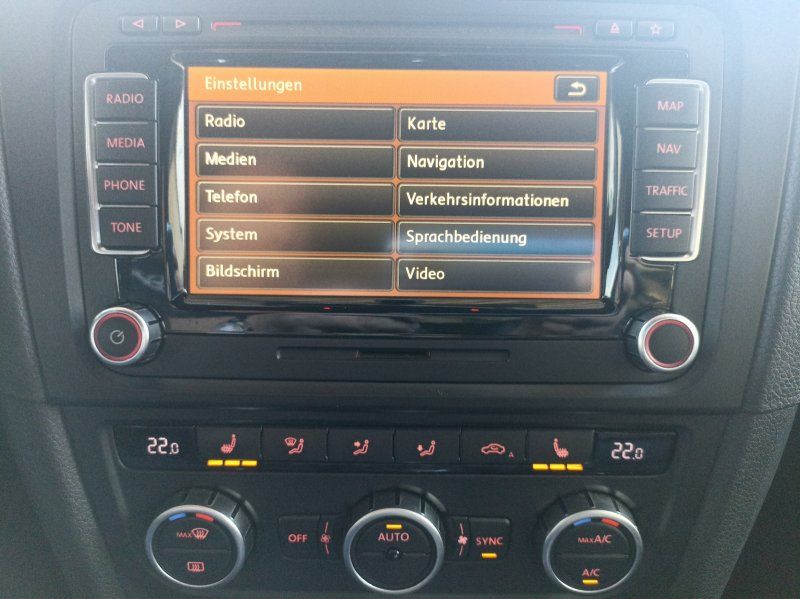 Einstellungen
RADIO
MEDIA
PHONE
TONE
Radio
Karte
Medien
Navigation
Telefon
Verkehrsinformationen
System
Sprachbedienung
Bildschirm
Video
MAP
NAV
TRAFFIC
SETUP
22.0
A
22.0
MAX
OFF
AUTO
SYNC
MAX A/C
A/C